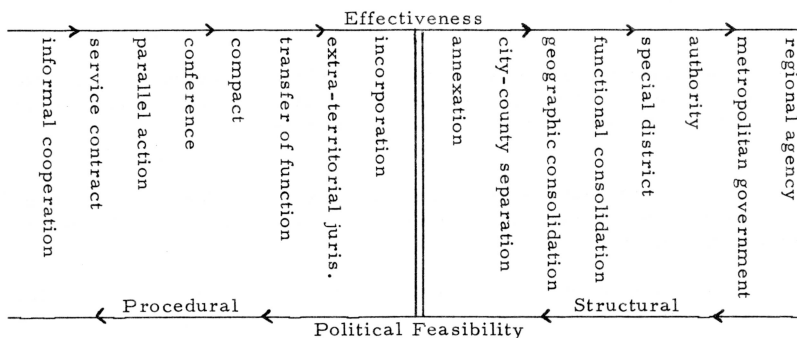 Effectiveness
informal cooperation
service contract
parallel action
conference
compact
transfer of function
extra-territorial juris.
incorporation
annexation
city-county separation
geographic consolidation
functional consolidation
special district
authority
metropolitan government
regional agency
Procedural
Structural
Political Feasibility